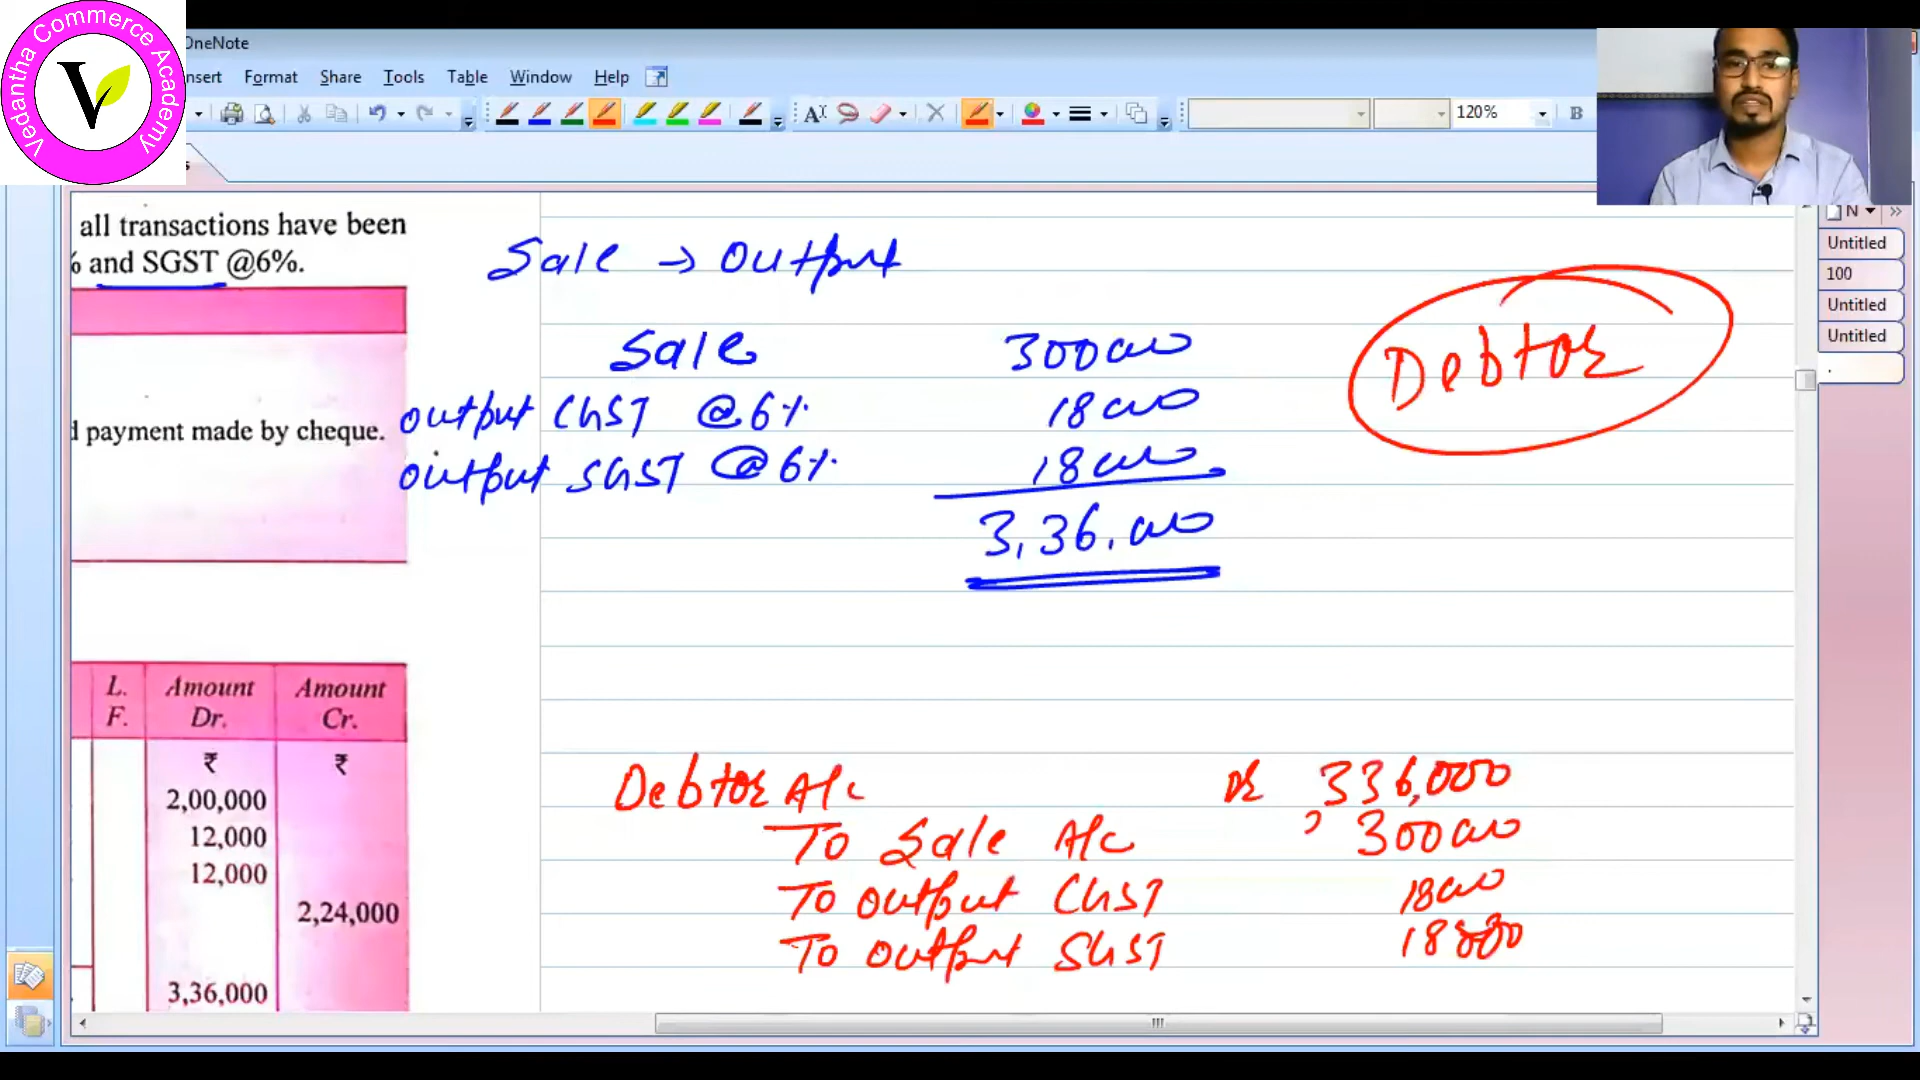 Vedantha Commerce Academy
V
OneNote
nsert Format Share Tools Table Window Help
120% B
s
N
Untitled
100
Untitled
Untitled
.
all transactions have been
% and SGST @6%.
d payment made by cheque.
Sale → Output
Sale 300000
Output CGST @6% 18000
Output SGST @6% 18000
3,36,000
Debtor
L. F. Amount Dr. Amount Cr.
₹ ₹
2,00,000
12,000
12,000
2,24,000
3,36,000
Debtor A/c Dr 336,000
To Sale A/c 300000
To Output CGST 18000
To Output SGST 18000